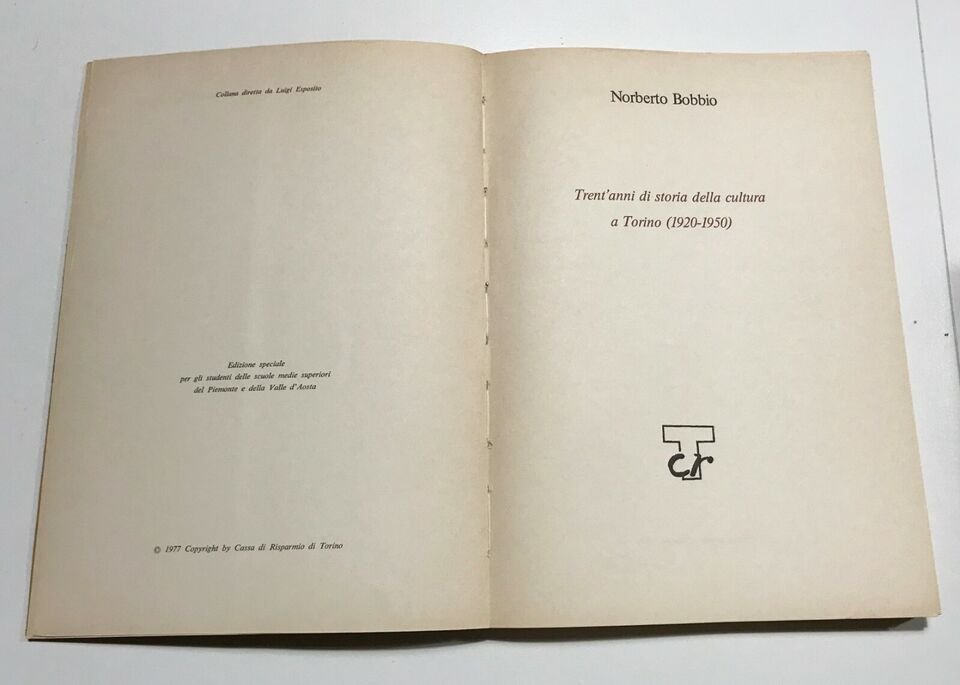 Collana diretta da Luigi Esposito
Edizione speciale
per gli studenti delle scuole medie superiori
del Piemonte e della Valle d'Aosta
© 1977 Copyright by Cassa di Risparmio di Torino
Norberto Bobbio
Trent'anni di storia della cultura
a Torino (1920-1950)
T
cr